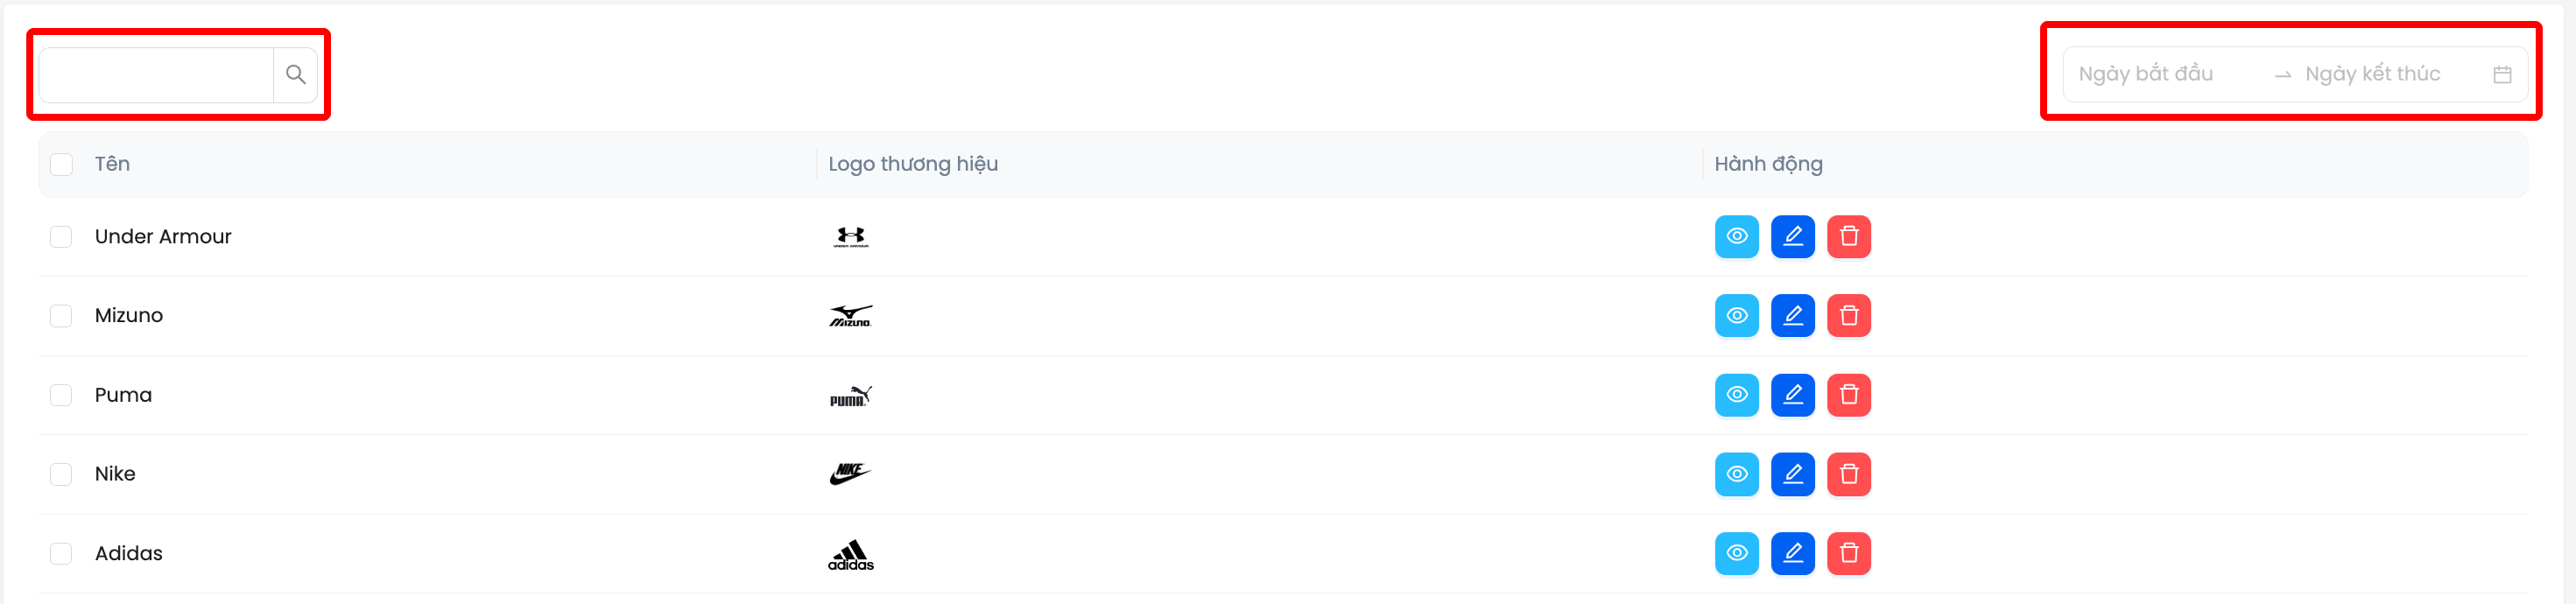 Ngày bắt đầu → Ngày kết thúc
Tên Logo thương hiệu Hành động
Under Armour UNDER ARMOUR
Mizuno MIZUNO
Puma PUMA
Nike NIKE
Adidas adidas